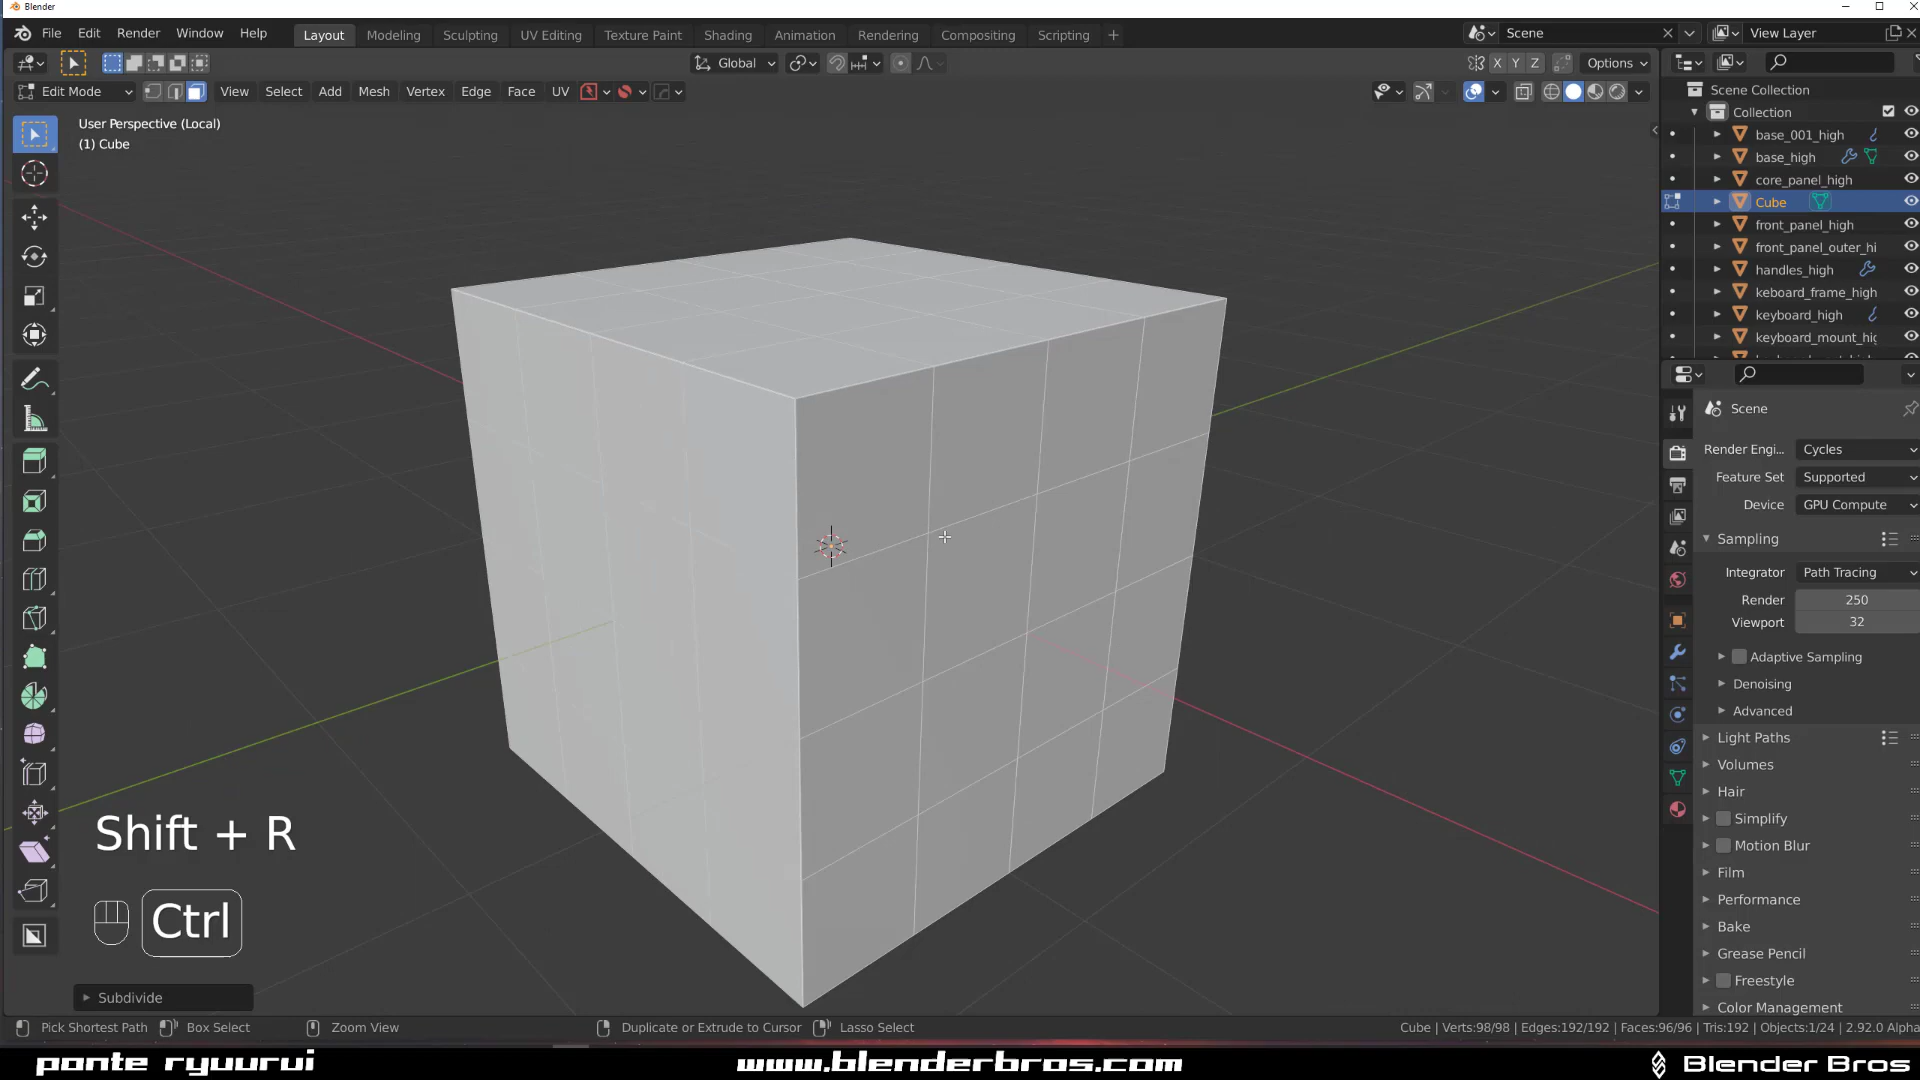 Blender
File Edit Render Window Help Layout Modeling Sculpting UV Editing Texture Paint Shading Animation Rendering Compositing Scripting + Scene View Layer
Global X Y Z Options
Edit Mode View Select Add Mesh Vertex Edge Face UV
User Perspective (Local)
(1) Cube
Scene Collection
Collection
base_001_high
base_high
core_panel_high
Cube
front_panel_high
front_panel_outer_hi
handles_high
keboard_frame_high
keyboard_high
keyboard_mount_hig
Scene
Render Engi... Cycles
Feature Set Supported
Device GPU Compute
Sampling
Integrator Path Tracing
Render 250
Viewport 32
Adaptive Sampling
Denoising
Advanced
Light Paths
Volumes
Hair
Simplify
Motion Blur
Film
Performance
Bake
Grease Pencil
Freestyle
Color Management
Shift + R
Ctrl
Subdivide
Pick Shortest Path Box Select Zoom View Duplicate or Extrude to Cursor Lasso Select Cube | Verts:98/98 | Edges:192/192 | Faces:96/96 | Tris:192 | Objects:1/24 | 2.92.0 Alpha
ponte ryuurui www.blenderbros.com Blender Bros